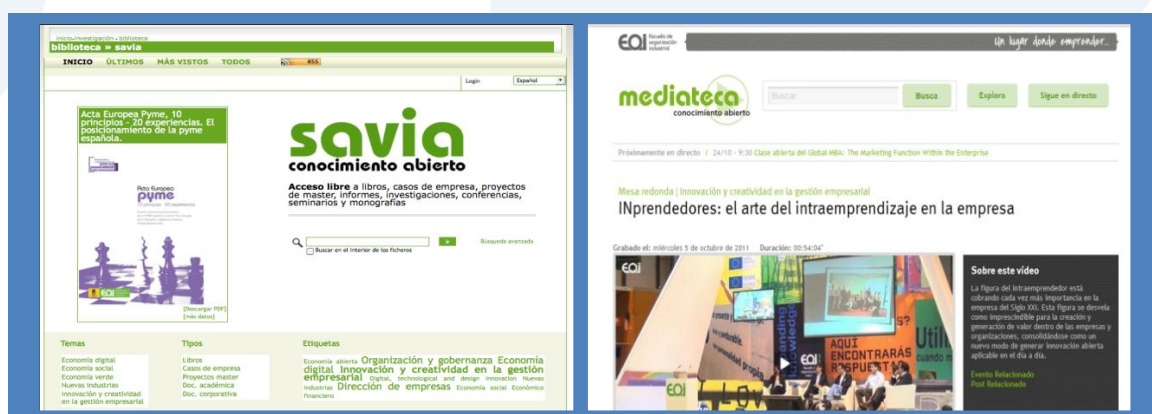 inicio»investigación » biblioteca
biblioteca » savia
INICIO ÚLTIMOS MÁS VISTOS TODOS RSS
Login Español
Acta Europea Pyme, 10
principios - 20 experiencias. El
posicionamiento de la pyme
española.
Acta Europeo
pyme
10 principios - 20 experiencias
EOI
[Descargar PDF]
[más datos]
savia
conocimiento abierto
Acceso libre a libros, casos de empresa, proyectos
de master, informes, investigaciones, conferencias,
seminarios y monografías
Búsqueda avanzada
Buscar en el interior de los ficheros
Temas
Economía digital
Economía social
Economía verde
Nuevas industrias
Innovación y creatividad
en la gestión empresarial
Tipos
Libros
Casos de empresa
Proyectos master
Doc. académica
Doc. corporativa
Etiquetas
Economía abierta Organización y gobernanza Economía
digital Innovación y creatividad en la gestión
empresarial Digital, technological and design innovation Nuevas
industrias Dirección de empresas Economía social Económico
financiero
EOI Escuela de
organización
industrial
Un lugar donde emprender..
mediateca
conocimiento abierto
Buscar Busca Explora Sigue en directo
Próximamente en directo / 24/10 - 9:30 Clase abierta del Global MBA: The Marketing Function Within the Enterprise
Mesa redonda | Innovación y creatividad en la gestión empresarial
INprendedores: el arte del intraemprendizaje en la empresa
Grabado el: miércoles 5 de octubre de 2011 Duración: 00:54:04"
EOI
AQUÍ
ENCONTRARÁS
RESPUESTA
Utili
cuando m
EOI
Sobre este vídeo
La figura del intraemprendedor está
cobrando cada vez más importancia en la
empresa del Siglo XXI. Esta figura se desvela
como imprescindible para la creación y
generación de valor dentro de las empresas y
organizaciones, consolidándose como un
nuevo modo de generar innovación abierta
aplicable en el día a día.
Evento Relacionado
Post Relacionado